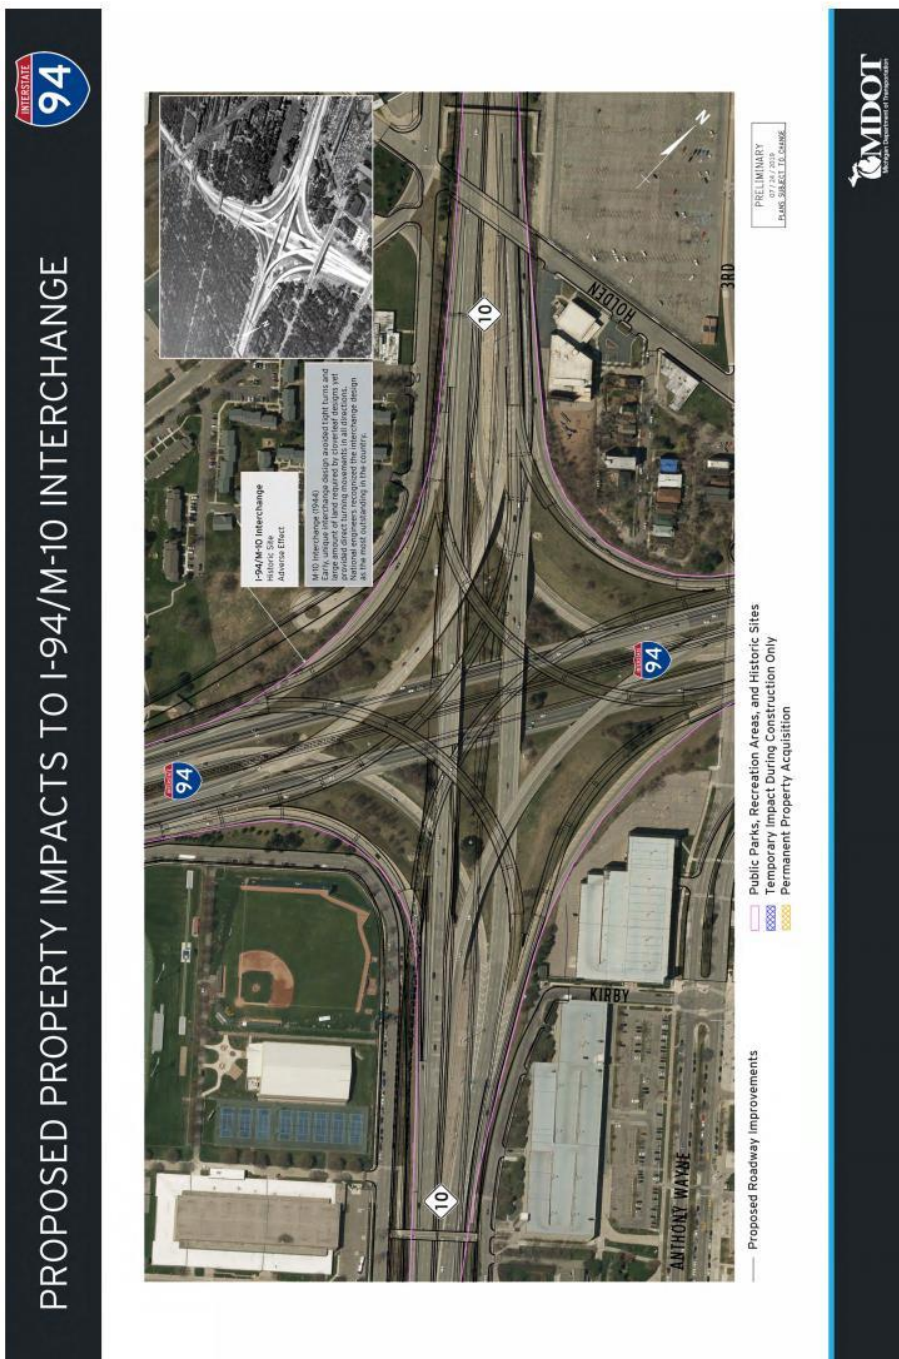 PROPOSED PROPERTY IMPACTS TO I-94/M-10 INTERCHANGE
INTERSTATE
94
I-94/M-10 Interchange
Historic Site
Adverse Effect
M-10 Interchange (1944)
Early, unique interchange design avoided tight turns and
large amount of land required by cloverleaf designs yet
provided direct turning movements in all directions.
National engineers recognized the interchange design
as the most outstanding in the country.
94
10
10
94
HOLDEN
3RD
KIRBY
ANTHONY WAYNE
N
Proposed Roadway Improvements
Public Parks, Recreation Areas, and Historic Sites
Temporary Impact During Construction Only
Permanent Property Acquisition
PRELIMINARY
PLANS SUBJECT TO CHANGE
MDOT
Michigan Department of Transportation